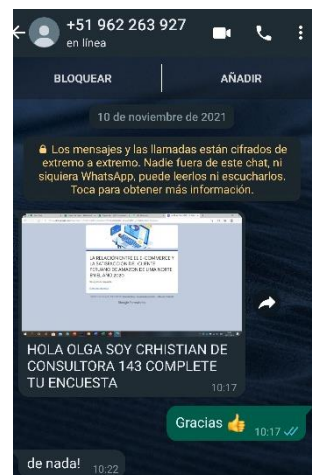 +51 962 263 927
en línea
BLOQUEAR
AÑADIR
10 de noviembre de 2021
Los mensajes y las llamadas están cifrados de
extremo a extremo. Nadie fuera de este chat, ni
siquiera WhatsApp, puede leerlos ni escucharlos.
Toca para obtener más información.
LA RELACIÓN ENTRE EL E-COMMERCE Y
LA SATISFACCIÓN DEL CLIENTE
PERUANO DE AMAZON DE LIMA NORTE
EN EL AÑO
HOLA OLGA SOY CRHISTIAN DE
CONSULTORA 143 COMPLETE
TU ENCUESTA
10:17
Gracias 👍
10:17
de nada!
10:22